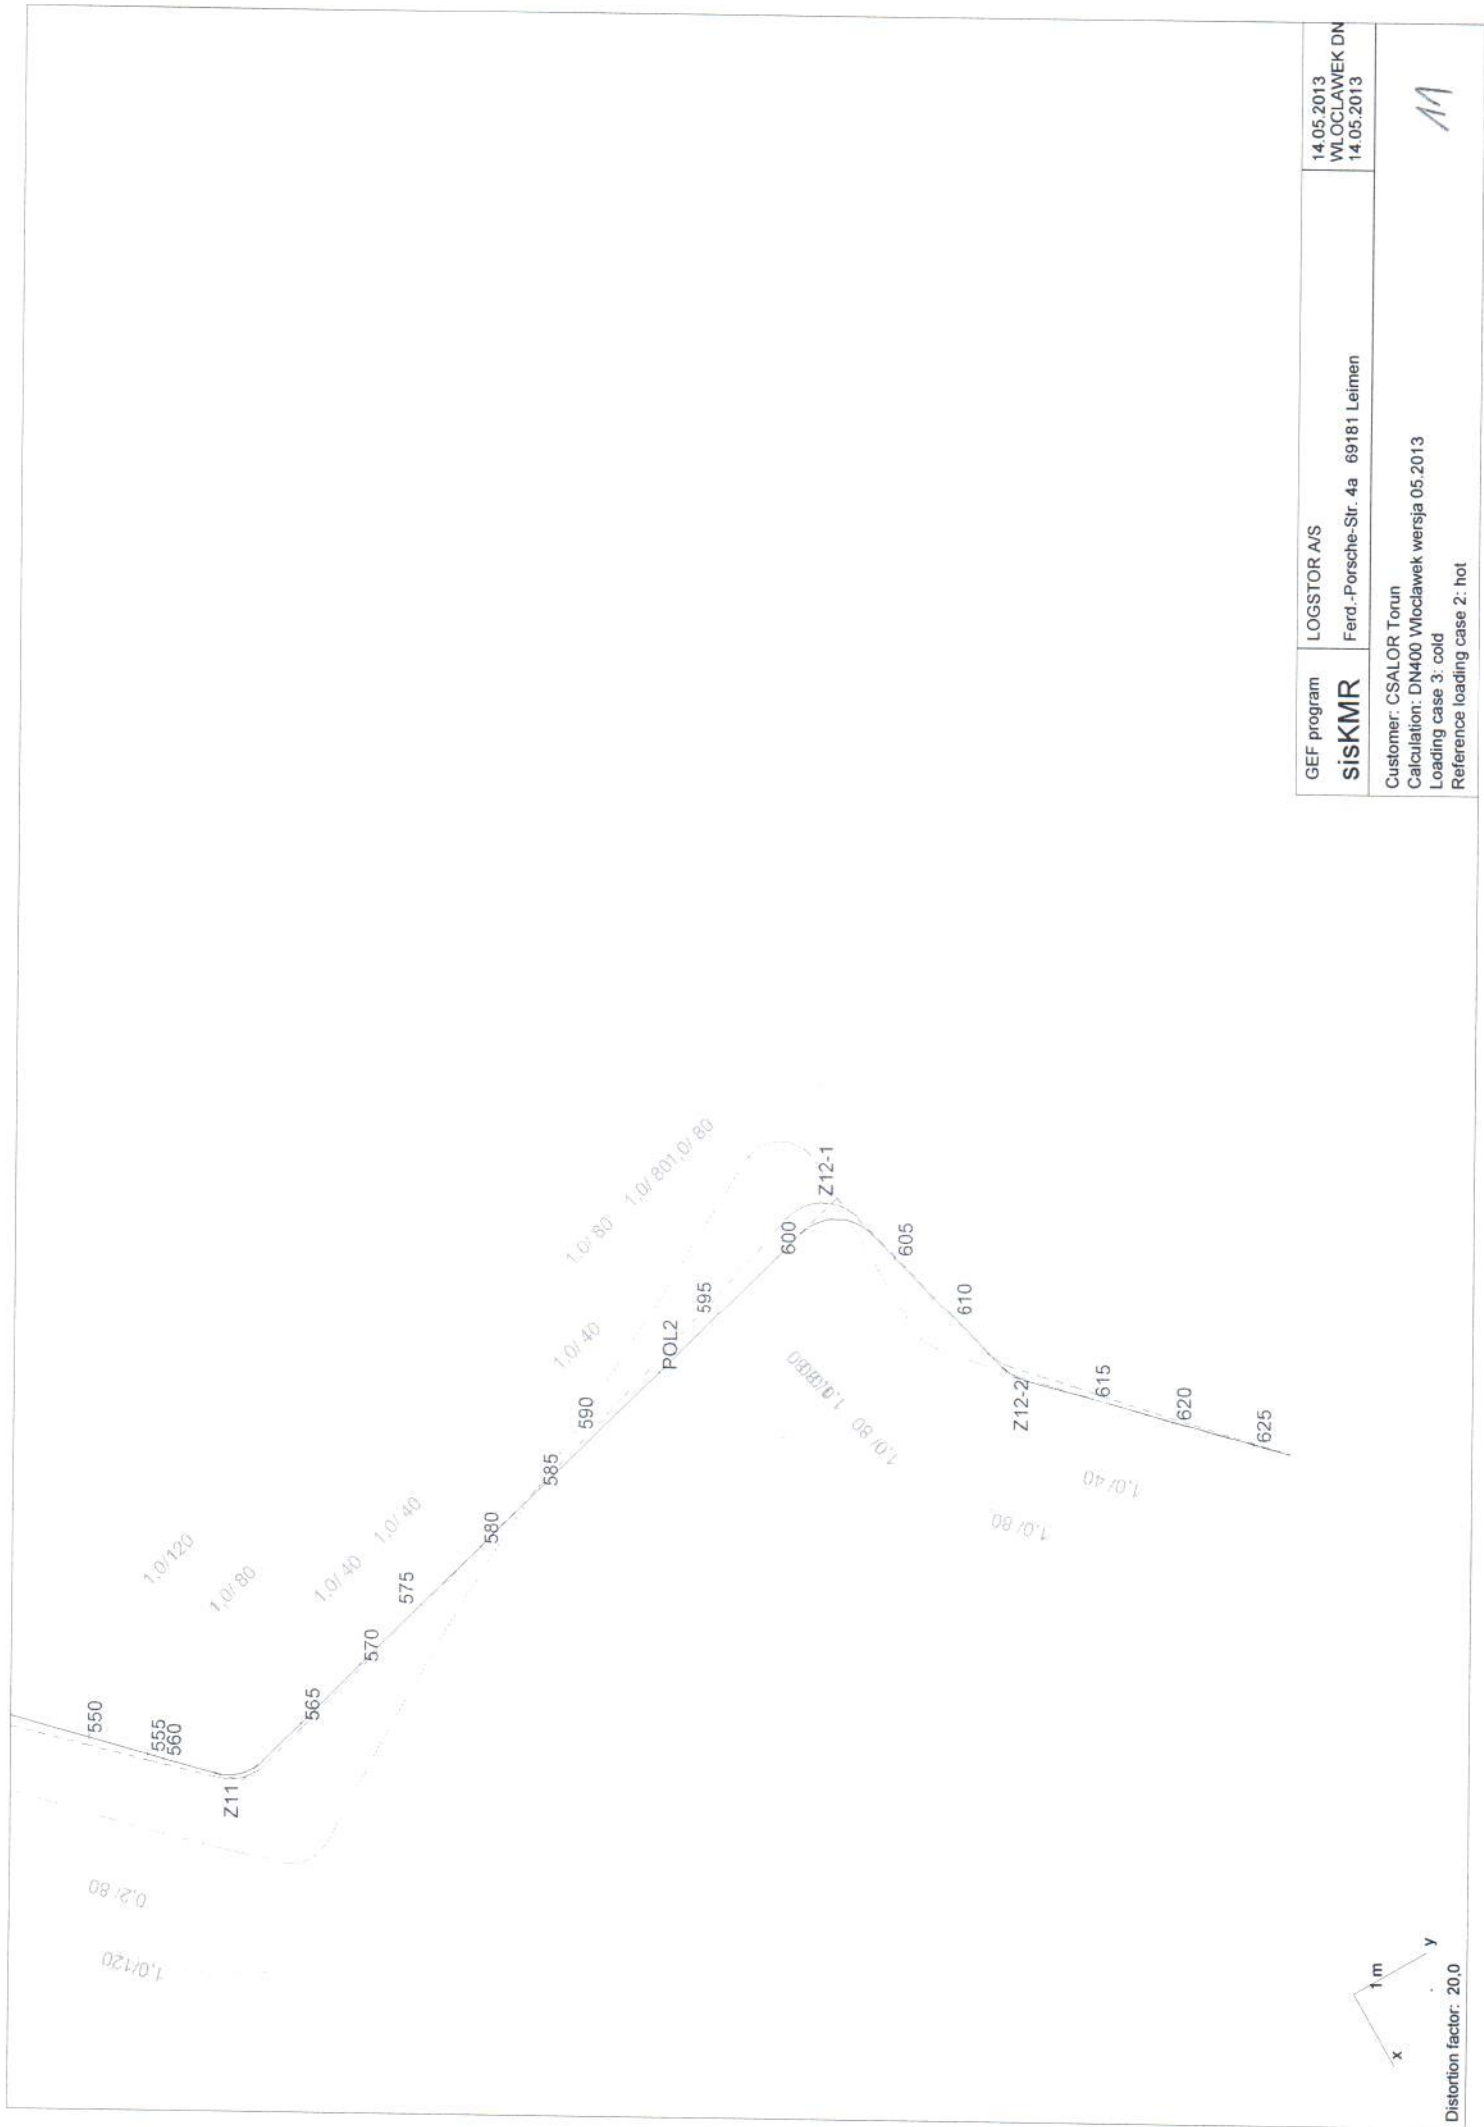 550
555
560
Z11
565
570
575
580
585
590
POL2
595
600
Z12-1
605
610
Z12-2
615
620
625
1,0/120
1,0/ 80
1,0/ 40
1,0/ 40
1,0/ 40
1,0/ 80
1,0/ 80
1,0/ 80
0,2/ 80
1,0/120
1,0/ 80
1,0/ 80
1,0/ 40
x
1 m
y
Distortion factor: 20,0
GEF program
sisKMR
LOGSTOR A/S
Ferd.-Porsche-Str. 4a 69181 Leimen
14.05.2013
WLOCLAWEK DN
14.05.2013
Customer: CSALOR Torun
Calculation: DN400 Wloclawek wersja 05.2013
Loading case 3: cold
Reference loading case 2: hot
11